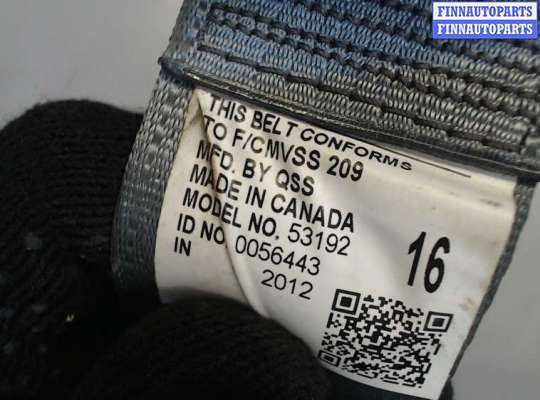 FINNAUTOPARTS
FINNAUTOPARTS
THIS BELT CONFORMS
TO F/CMVSS 209
MFD. BY QSS
MADE IN CANADA
MODEL NO. 53192
ID NO. 0056443
IN 2012
16